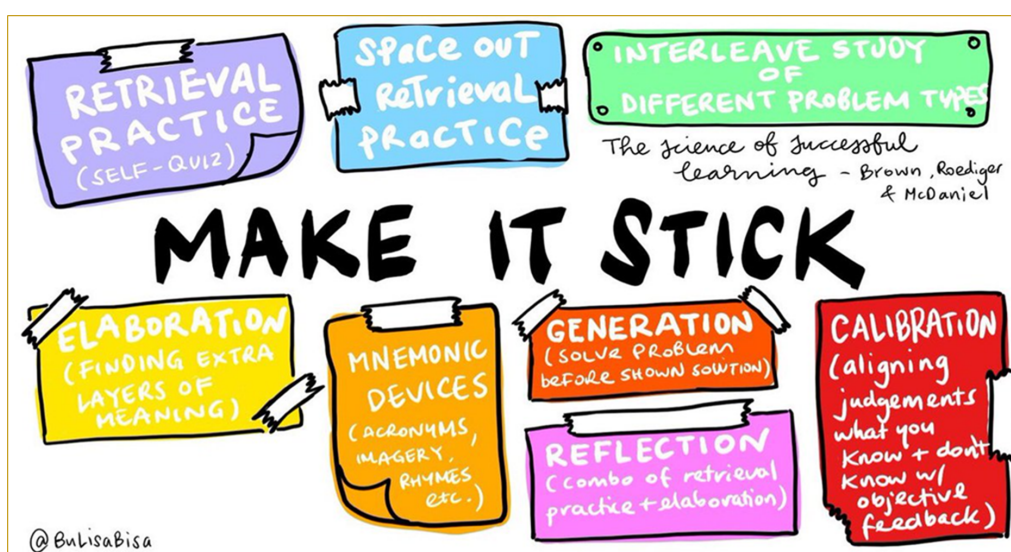 RETRIEVAL
PRACTICE
(SELF-QUIZ)
SPACE OUT
RETRIEVAL
PRACTICE
INTERLEAVE STUDY
OF
DIFFERENT PROBLEM TYPES
The science of successful
learning - Brown, Roediger
& McDaniel
MAKE IT STICK
ELABORATION
(FINDING EXTRA
LAYERS OF
MEANING)
MNEMONIC
DEVICES
(ACRONYMS,
IMAGERY,
RHYMES
etc.)
GENERATION
(SOLVE PROBLEM
before SHOWN SOLUTION)
REFLECTION
(combo of retrieval
practice + elaboration)
CALIBRATION
(aligning
judgements
what you
know + don't
know w/
objective
feedback)
@BuLisaBisa